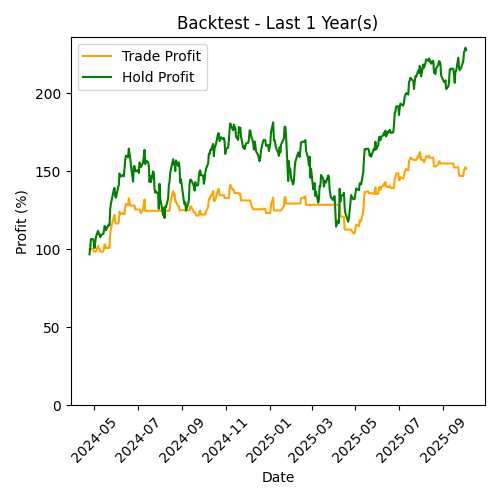 Backtest - Last 1 Year(s)
Trade Profit
Hold Profit
Profit (%)
200
150
100
50
0
2024-05
2024-07
2024-09
2024-11
2025-01
2025-03
2025-05
2025-07
2025-09
Date